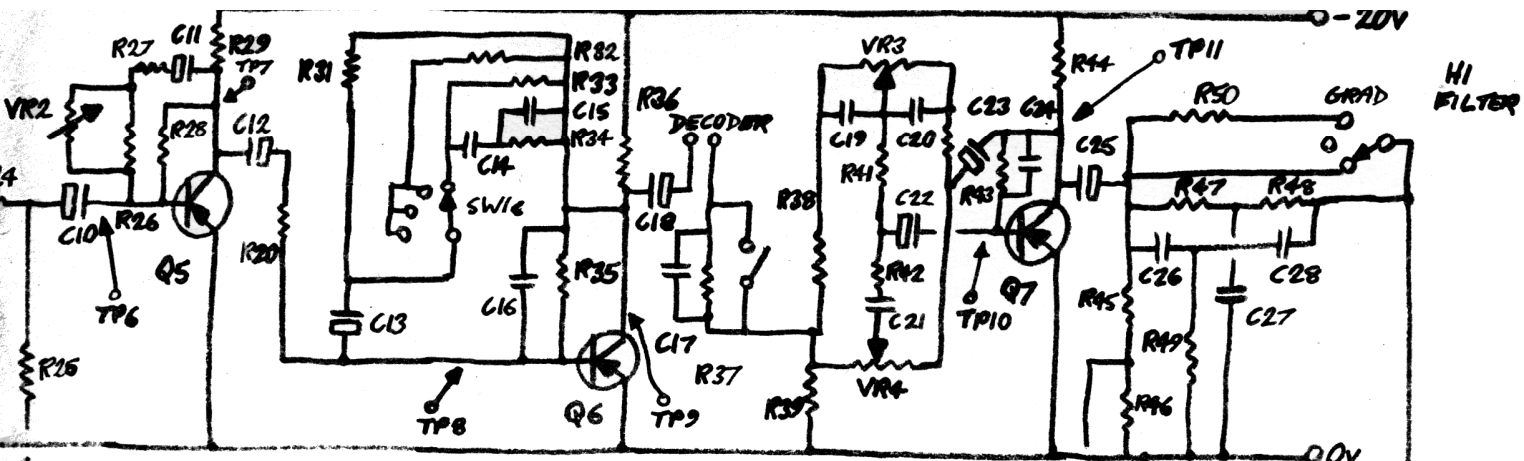 C11
R27
R29
TP7
VR2
R28
C12
C10
R26
Q5
TP6
R25
R20
R31
R32
R33
C15
R34
C14
SW16
C13
C16
R35
TP8
Q6
TP9
R36
DECODER
C18
C17
R37
R38
R39
VR3
C19
C20
R41
C22
R42
C21
VR4
C23
C24
R43
TP10
Q7
R44
TP11
-20V
C25
R50
GRAD
HI
FILTER
R47
R48
C26
C28
C27
R45
R49
R46
0V